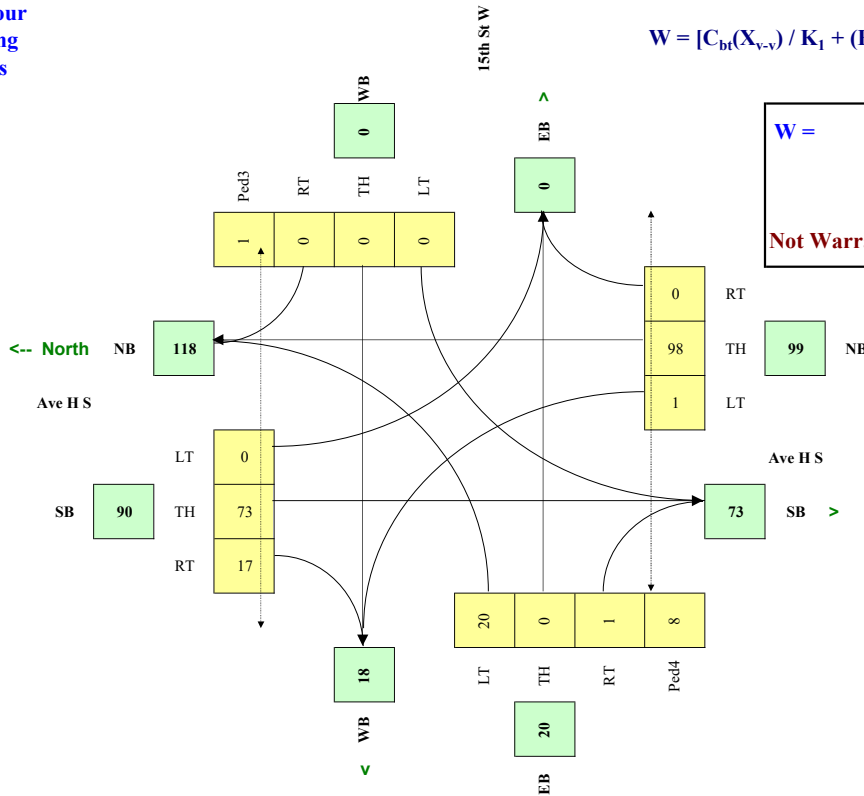 our
ng
s
15th St W
W = [Cbt(Xv-v) / K1 + (F
WB
0
^
EB
0
W =
Not Warr
Ped3
RT
TH
LT
1
0
0
0
0
RT
98
TH
99
NB
1
LT
<-- North
NB
118
Ave H S
Ave H S
LT
0
SB
90
TH
73
RT
17
73
SB
>
20
0
1
8
LT
TH
RT
Ped4
18
WB
v
20
EB